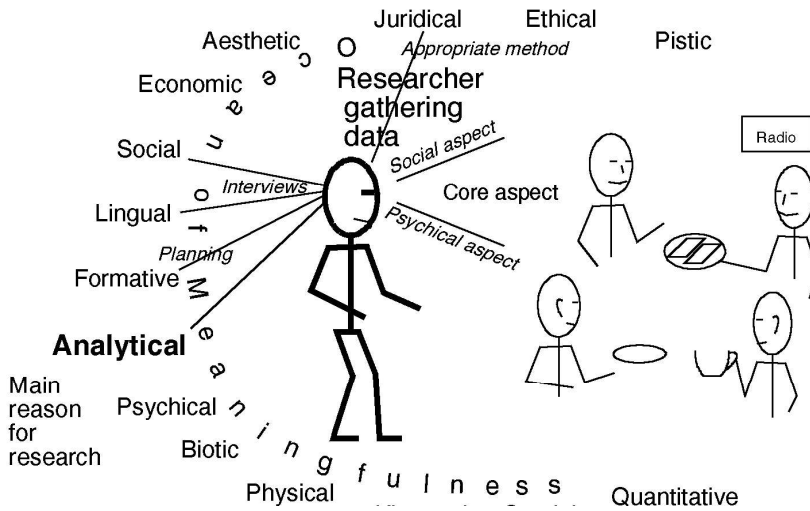 Juridical
Ethical
Aesthetic
Appropriate method
Pistic
Economic
Researcher
gathering
data
Radio
Social
Social aspect
Interviews
Core aspect
Lingual
Psychical aspect
Planning
Formative
Analytical
Main
reason
for
research
Psychical
Biotic
Physical
Quantitative
Ocean of Meaningfulness